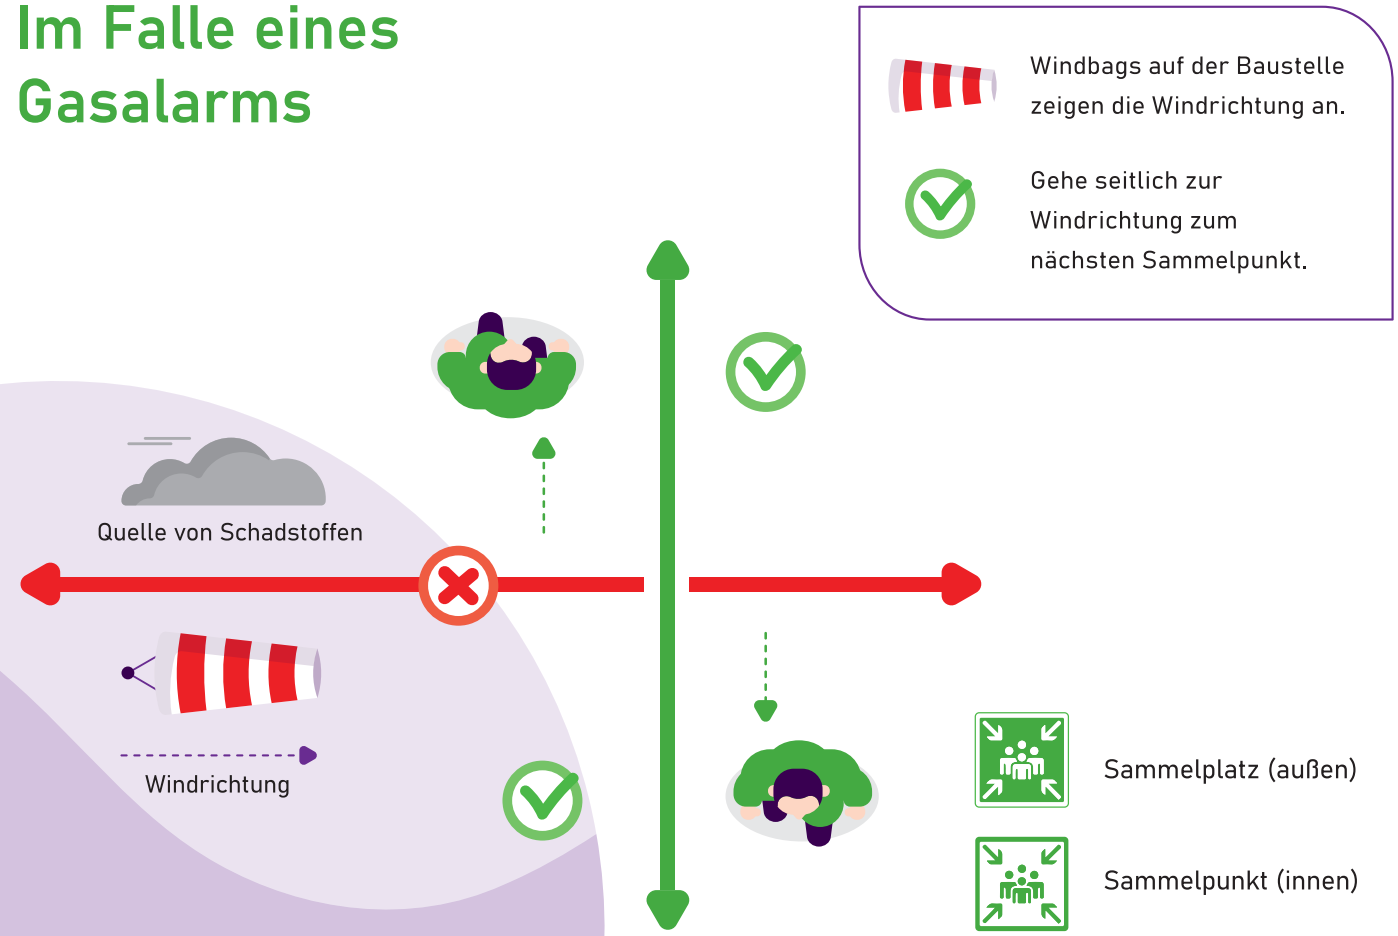 Im Falle eines
Gasalarms
Windbags auf der Baustelle
zeigen die Windrichtung an.
Gehe seitlich zur
Windrichtung zum
nächsten Sammelpunkt.
Quelle von Schadstoffen
Windrichtung
Sammelplatz (außen)
Sammelpunkt (innen)